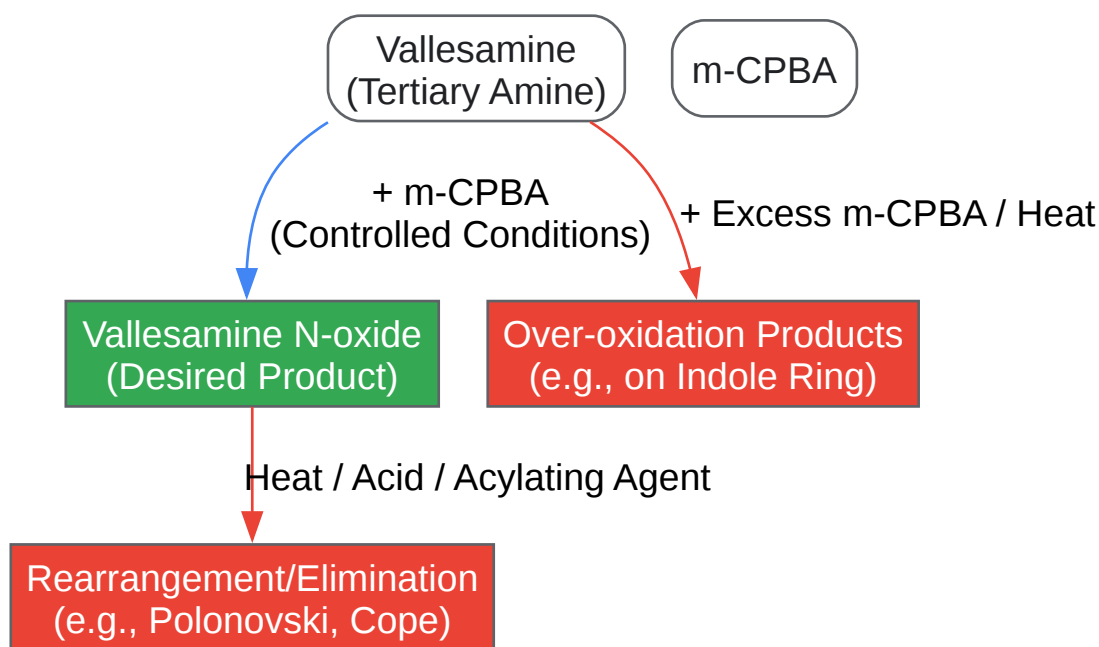 Vallesamine
(Tertiary Amine)
m-CPBA
+ m-CPBA
(Controlled Conditions)
+ Excess m-CPBA / Heat
Vallesamine N-oxide
(Desired Product)
Over-oxidation Products
(e.g., on Indole Ring)
Heat / Acid / Acylating Agent
Rearrangement/Elimination
(e.g., Polonovski, Cope)